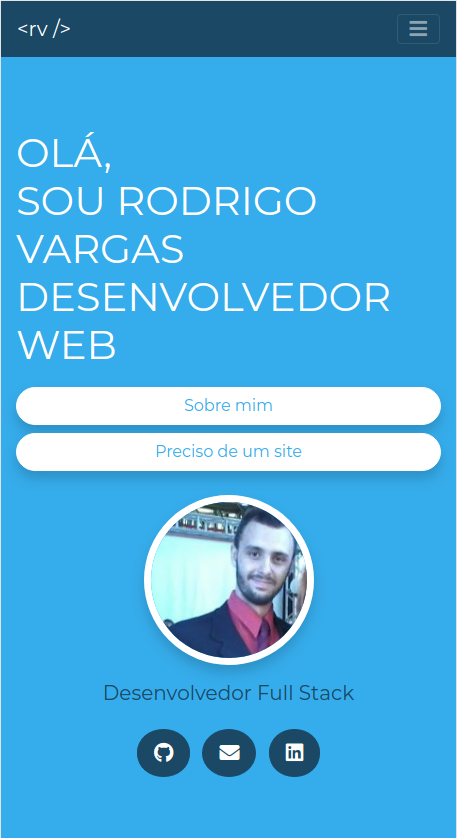 <rv />
OLÁ,
SOU RODRIGO
VARGAS
DESENVOLVEDOR
WEB
Sobre mim
Preciso de um site
Desenvolvedor Full Stack